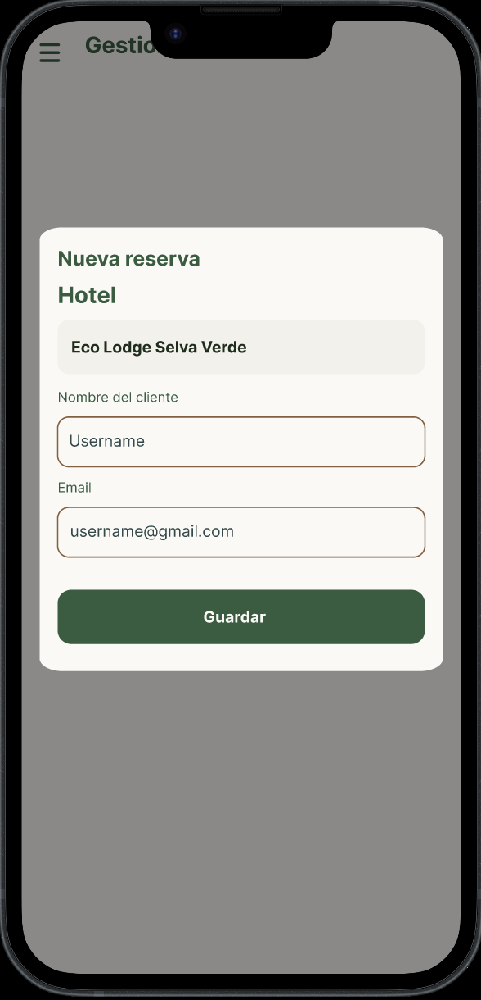 Gestio
Nueva reserva
Hotel
Eco Lodge Selva Verde
Nombre del cliente
Username
Email
username@gmail.com
Guardar